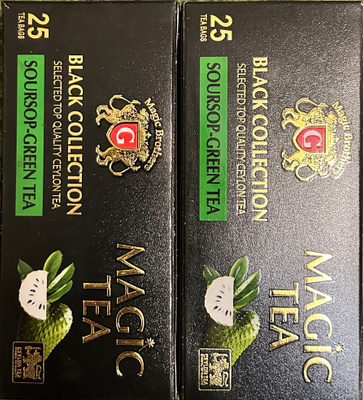 25
TEA BAGS
Magic Brothers
G
BLACK COLLECTION
SELECTED TOP QUALITY CEYLON TEA
SOURSOP-GREEN TEA
MAGIC
TEA
25
TEA BAGS
Magic Brothers
G
BLACK COLLECTION
SELECTED TOP QUALITY CEYLON TEA
SOURSOP-GREEN TEA
MAGIC
TEA